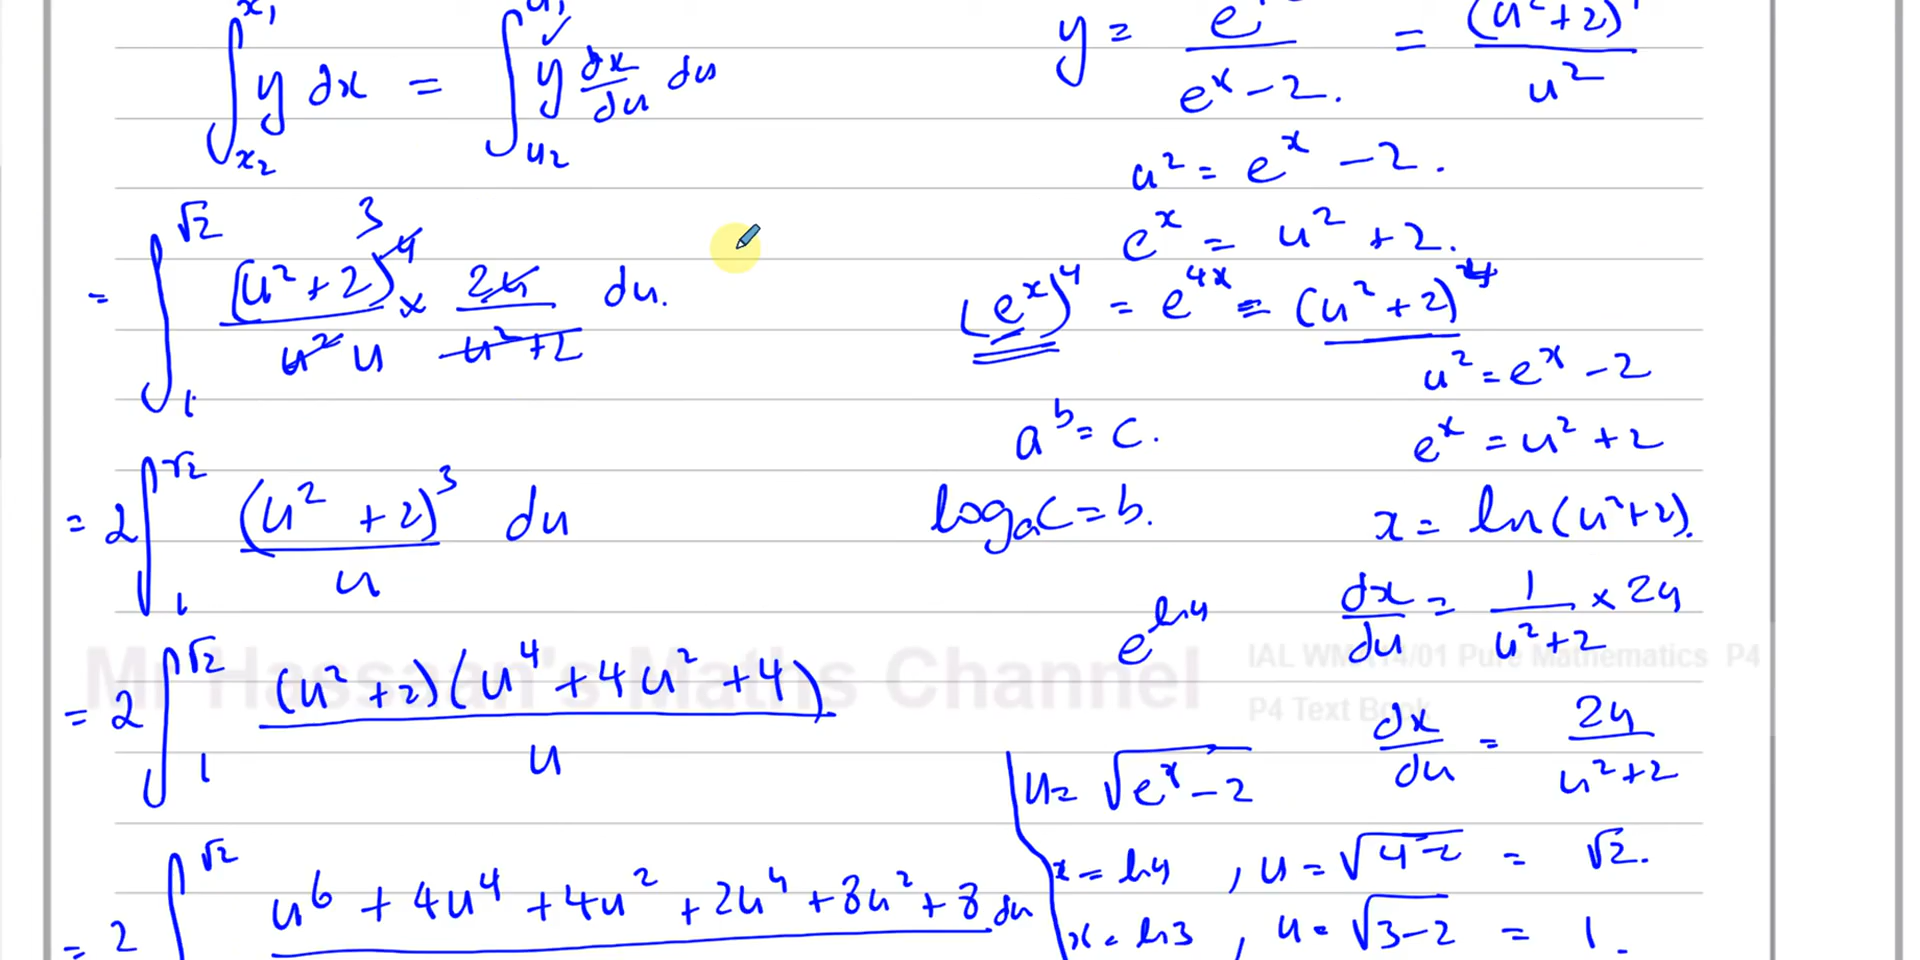 ∫_{x₂}^{x₁} y dx = ∫_{u₂}^{u₁} y dx/du du
y = e / (e^x - 2.) = (u² + 2) / u²
u² = e^x - 2.
e^x = u² + 2.
= ∫_1^{√2} (u² + 2)^4 3 / u² u × 2u / u² + 2 du.
(e^x)^4 = e^{4x} = (u² + 2)^4
u² = e^x - 2
a^b = c.
e^x = u² + 2
= 2 ∫_1^{√2} (u² + 2)³ / u du
log_a c = b.
x = ln(u² + 2).
e^{ln4}
dx/du = 1 / (u² + 2) × 2u
Mr Hassaan's Maths Channel
IAL WMA14/01 Pure Mathematics P4
P4 Text Book
= 2 ∫_1^{√2} (u² + 2)(u⁴ + 4u² + 4) / u
dx/du = 2u / (u² + 2)
u = √(e^x - 2)
x = ln4 , u = √(4-2) = √2.
= 2 ∫^{√2} u⁶ + 4u⁴ + 4u² + 2u⁴ + 8u² + 8 du
x = ln3 , u = √(3-2) = 1.